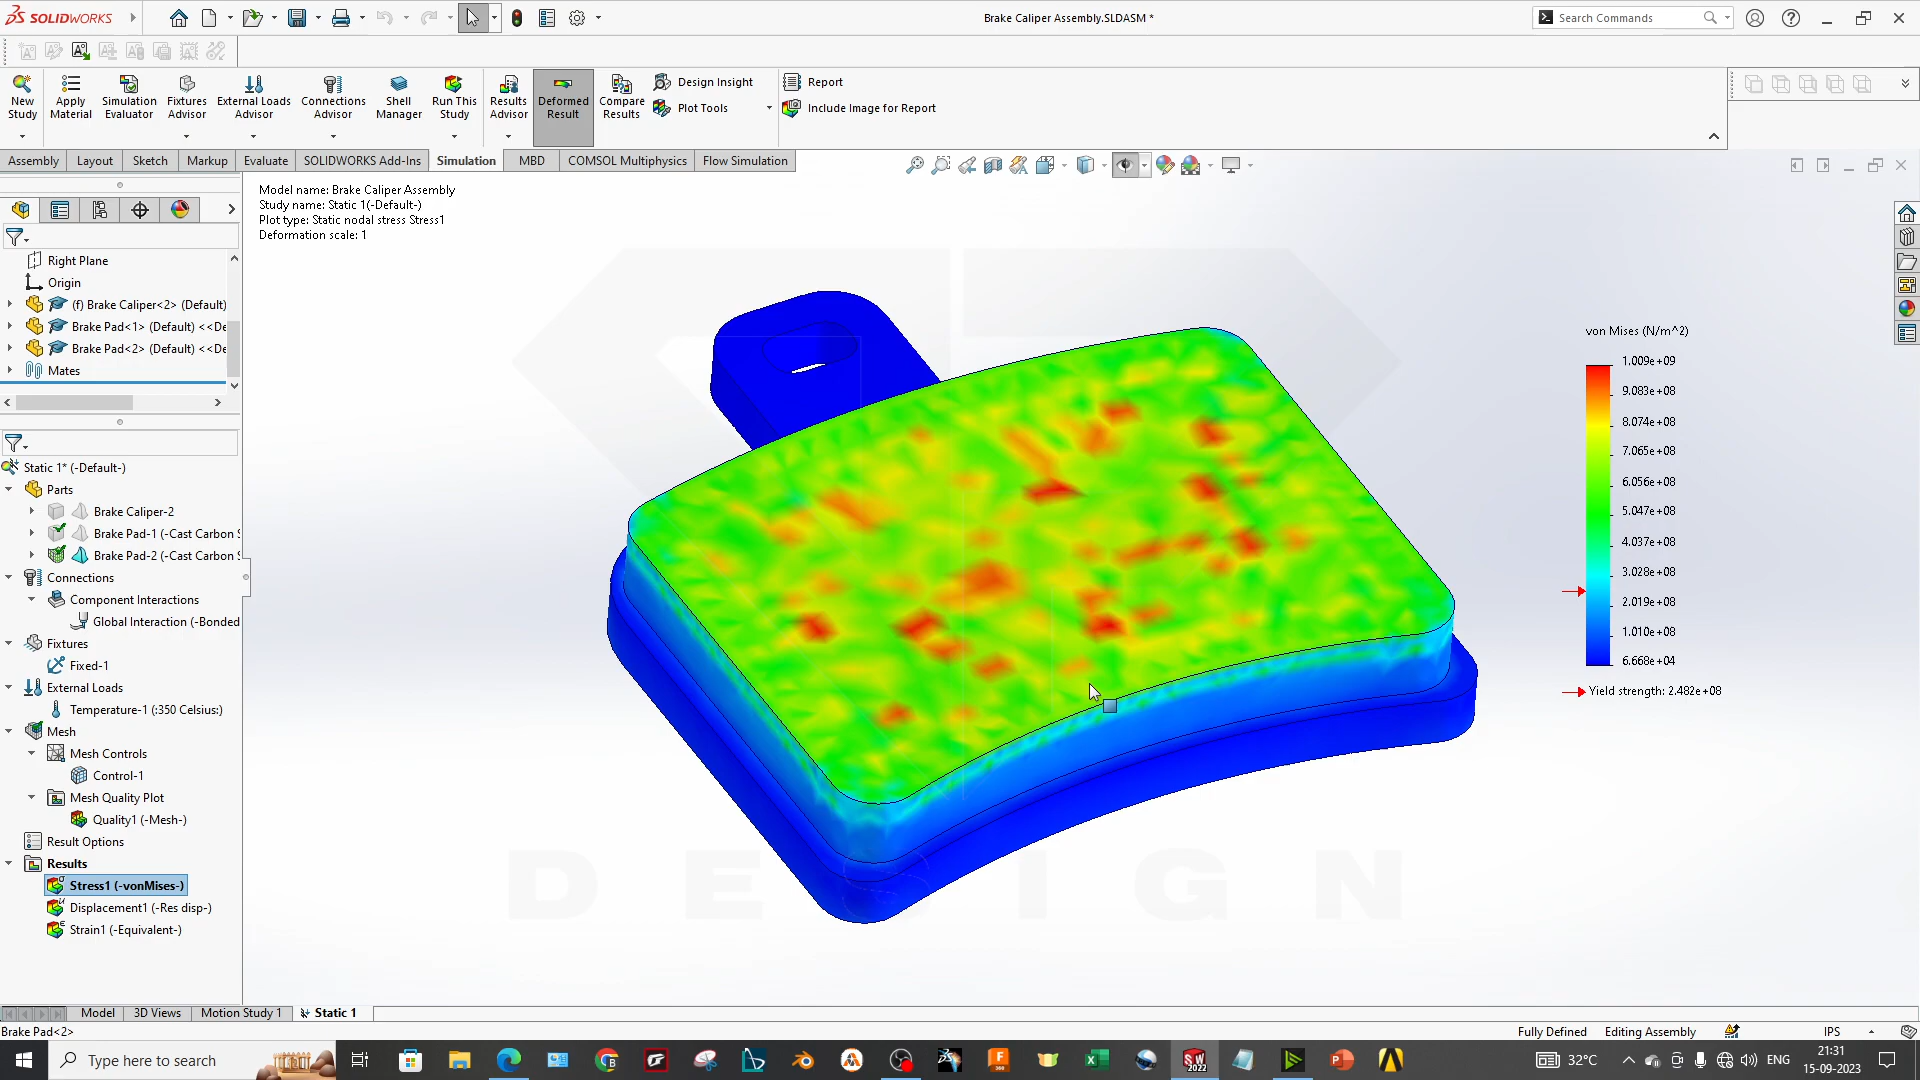 SOLIDWORKS
Brake Caliper Assembly.SLDASM *
Search Commands
New Study
Apply Material
Simulation Evaluator
Fixtures Advisor
External Loads Advisor
Connections Advisor
Shell Manager
Run This Study
Results Advisor
Deformed Result
Compare Results
Design Insight
Plot Tools
Report
Include Image for Report
Assembly
Layout
Sketch
Markup
Evaluate
SOLIDWORKS Add-Ins
Simulation
MBD
COMSOL Multiphysics
Flow Simulation
Model name: Brake Caliper Assembly
Study name: Static 1(-Default-)
Plot type: Static nodal stress Stress1
Deformation scale: 1
Right Plane
Origin
(f) Brake Caliper<2> (Default)
Brake Pad<1> (Default) <<De
Brake Pad<2> (Default) <<De
Mates
Static 1* (-Default-)
Parts
Brake Caliper-2
Brake Pad-1 (-Cast Carbon S
Brake Pad-2 (-Cast Carbon S
Connections
Component Interactions
Global Interaction (-Bonded
Fixtures
Fixed-1
External Loads
Temperature-1 (:350 Celsius:)
Mesh
Mesh Controls
Control-1
Mesh Quality Plot
Quality1 (-Mesh-)
Result Options
Results
Stress1 (-vonMises-)
Displacement1 (-Res disp-)
Strain1 (-Equivalent-)
von Mises (N/m^2)
1.009e+09
9.083e+08
8.074e+08
7.065e+08
6.056e+08
5.047e+08
4.037e+08
3.028e+08
2.019e+08
1.010e+08
6.668e+04
Yield strength: 2.482e+08
DESIGN
Model
3D Views
Motion Study 1
Static 1
Brake Pad<2>
Fully Defined
Editing Assembly
IPS
Type here to search
SW
2022
32°C
ENG
21:31
15-09-2023